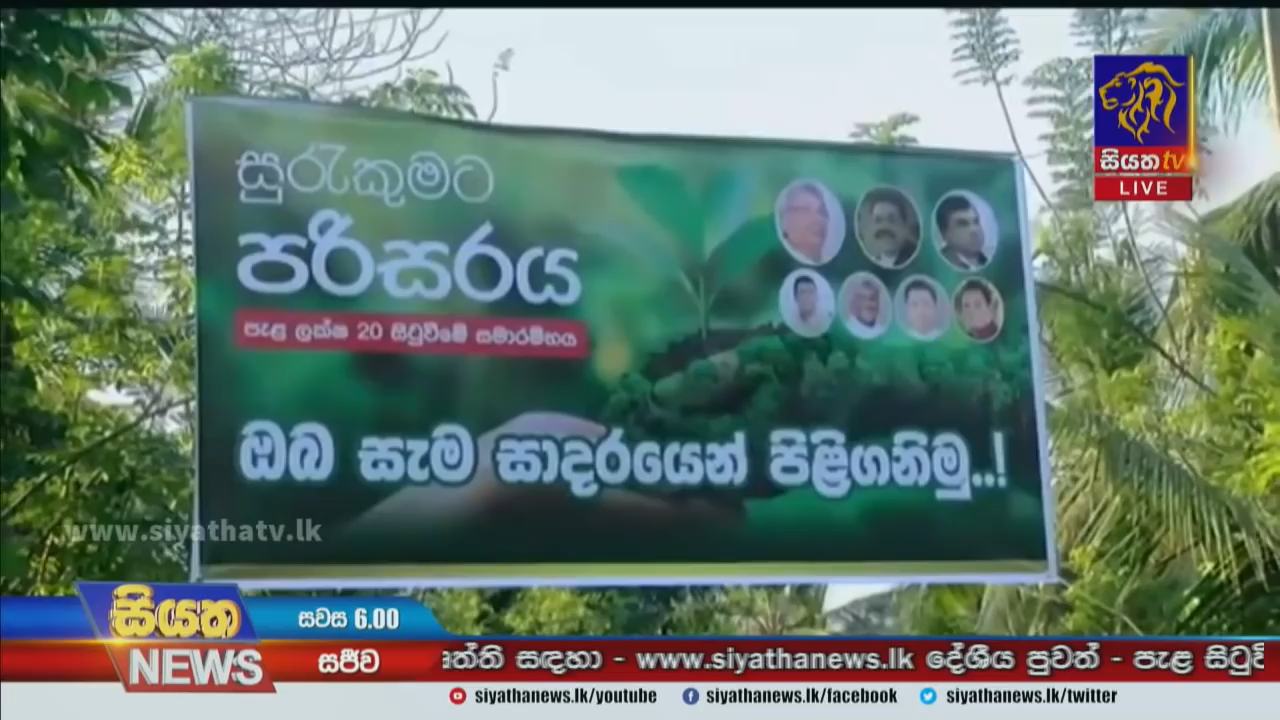 සුරැකුමට
පරිසරය
පැළ ලක්ෂ 20 සිටුවීමේ සමාරම්භය
ඔබ සැම සාදරයෙන් පිළිගනිමු..!
සියත tv
LIVE
www.siyathatv.lk
සියත
NEWS
සවස 6.00
සජීව
සඳහා - www.siyathanews.lk දේශීය පුවත් - පැළ
siyathanews.lk/youtube
siyathanews.lk/facebook
siyathanews.lk/twitter